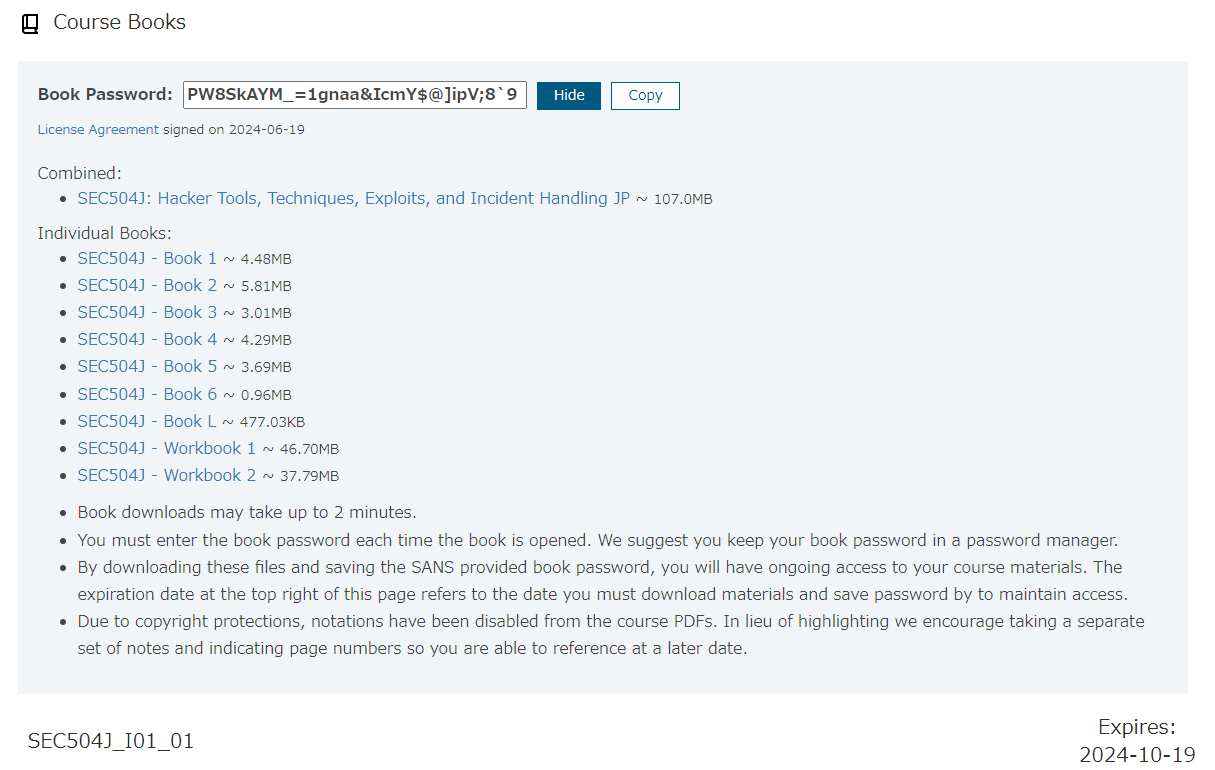 Course Books
Book Password: PW8SkAYM_=1gnaa&IcmY$@]ipV;8`9 Hide Copy
License Agreement signed on 2024-06-19
Combined:
• SEC504J: Hacker Tools, Techniques, Exploits, and Incident Handling JP ~ 107.0MB
Individual Books:
• SEC504J - Book 1 ~ 4.48MB
• SEC504J - Book 2 ~ 5.81MB
• SEC504J - Book 3 ~ 3.01MB
• SEC504J - Book 4 ~ 4.29MB
• SEC504J - Book 5 ~ 3.69MB
• SEC504J - Book 6 ~ 0.96MB
• SEC504J - Book L ~ 477.03KB
• SEC504J - Workbook 1 ~ 46.70MB
• SEC504J - Workbook 2 ~ 37.79MB
• Book downloads may take up to 2 minutes.
• You must enter the book password each time the book is opened. We suggest you keep your book password in a password manager.
• By downloading these files and saving the SANS provided book password, you will have ongoing access to your course materials. The
expiration date at the top right of this page refers to the date you must download materials and save password by to maintain access.
• Due to copyright protections, notations have been disabled from the course PDFs. In lieu of highlighting we encourage taking a separate
set of notes and indicating page numbers so you are able to reference at a later date.
SEC504J_I01_01
Expires:
2024-10-19